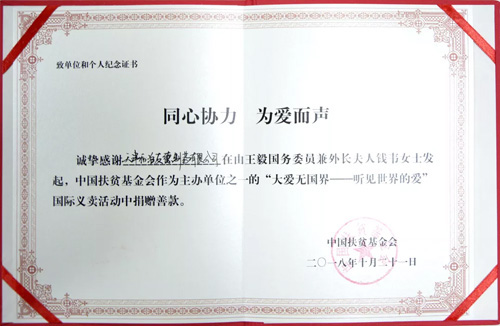 致单位和个人纪念证书
同心协力 为爱而声
诚挚感谢 有限公司在由王毅国务委员兼外长夫人钱韦女士发
起，中国扶贫基金会作为主办单位之一的“大爱无国界——听见世界的爱”
国际义卖活动中捐赠善款。
中国扶贫基金会
二〇一八年十月二十一日